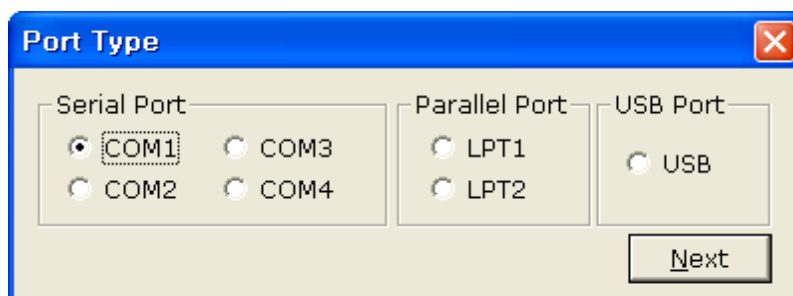 Port Type
Serial Port Parallel Port USB Port
COM1 COM3 LPT1 USB
COM2 COM4 LPT2
Next